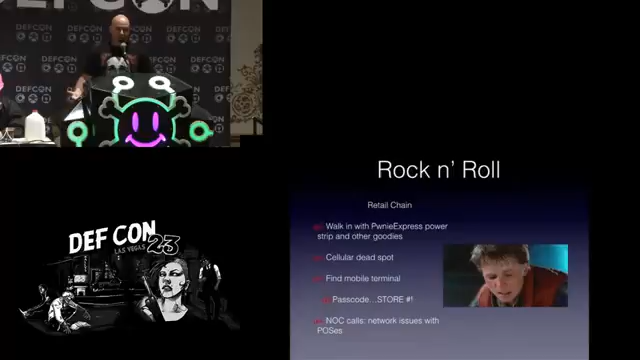 DEFCON
DEFCON
DEFCON
DEFCON
DEF CON
23
LAS VEGAS
Rock n' Roll
Retail Chain
Walk in with PwnieExpress power
strip and other goodies
Cellular dead spot
Find mobile terminal
Passcode…STORE #!
NOC calls: network issues with
POSes